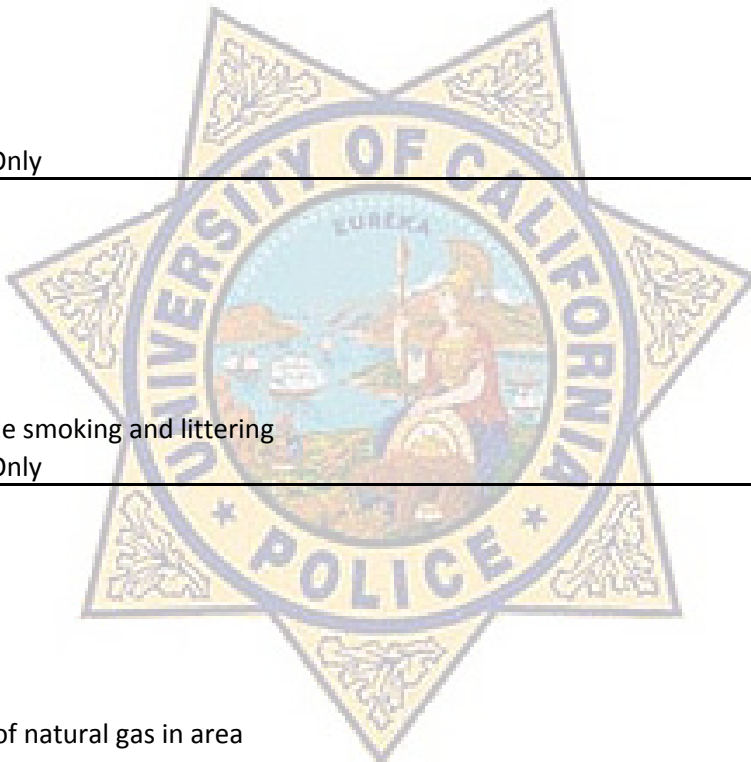 Only
UNIVERSITY OF CALIFORNIA
EUREKA
e smoking and littering
Only
POLICE
of natural gas in area